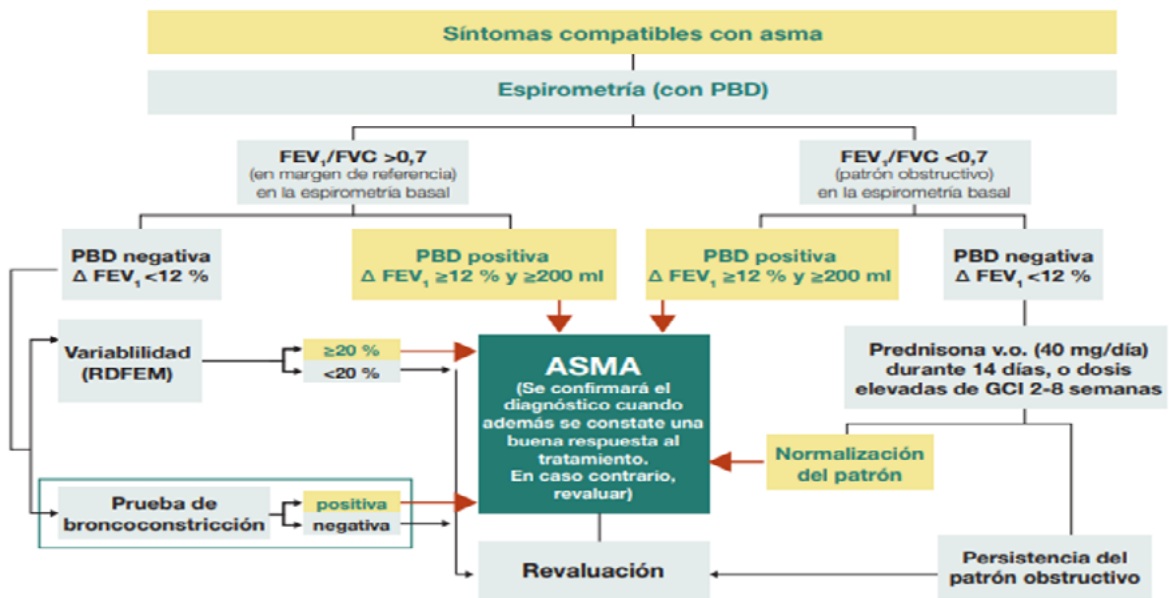 Síntomas compatibles con asma
Espirometría (con PBD)
FEV₁/FVC >0,7
(en margen de referencia)
en la espirometría basal
FEV₁/FVC <0,7
(patrón obstructivo)
en la espirometría basal
PBD negativa
Δ FEV₁ <12 %
PBD positiva
Δ FEV₁ ≥12 % y ≥200 ml
PBD positiva
Δ FEV₁ ≥12 % y ≥200 ml
PBD negativa
Δ FEV₁ <12 %
Variablilidad
(RDFEM)
≥20 %
<20 %
ASMA
(Se confirmará el
diagnóstico cuando
además se constate una
buena respuesta al
tratamiento.
En caso contrario,
revaluar)
Prednisona v.o. (40 mg/día)
durante 14 días, o dosis
elevadas de GCI 2-8 semanas
Normalización
del patrón
Prueba de
broncoconstricción
positiva
negativa
Revaluación
Persistencia del
patrón obstructivo